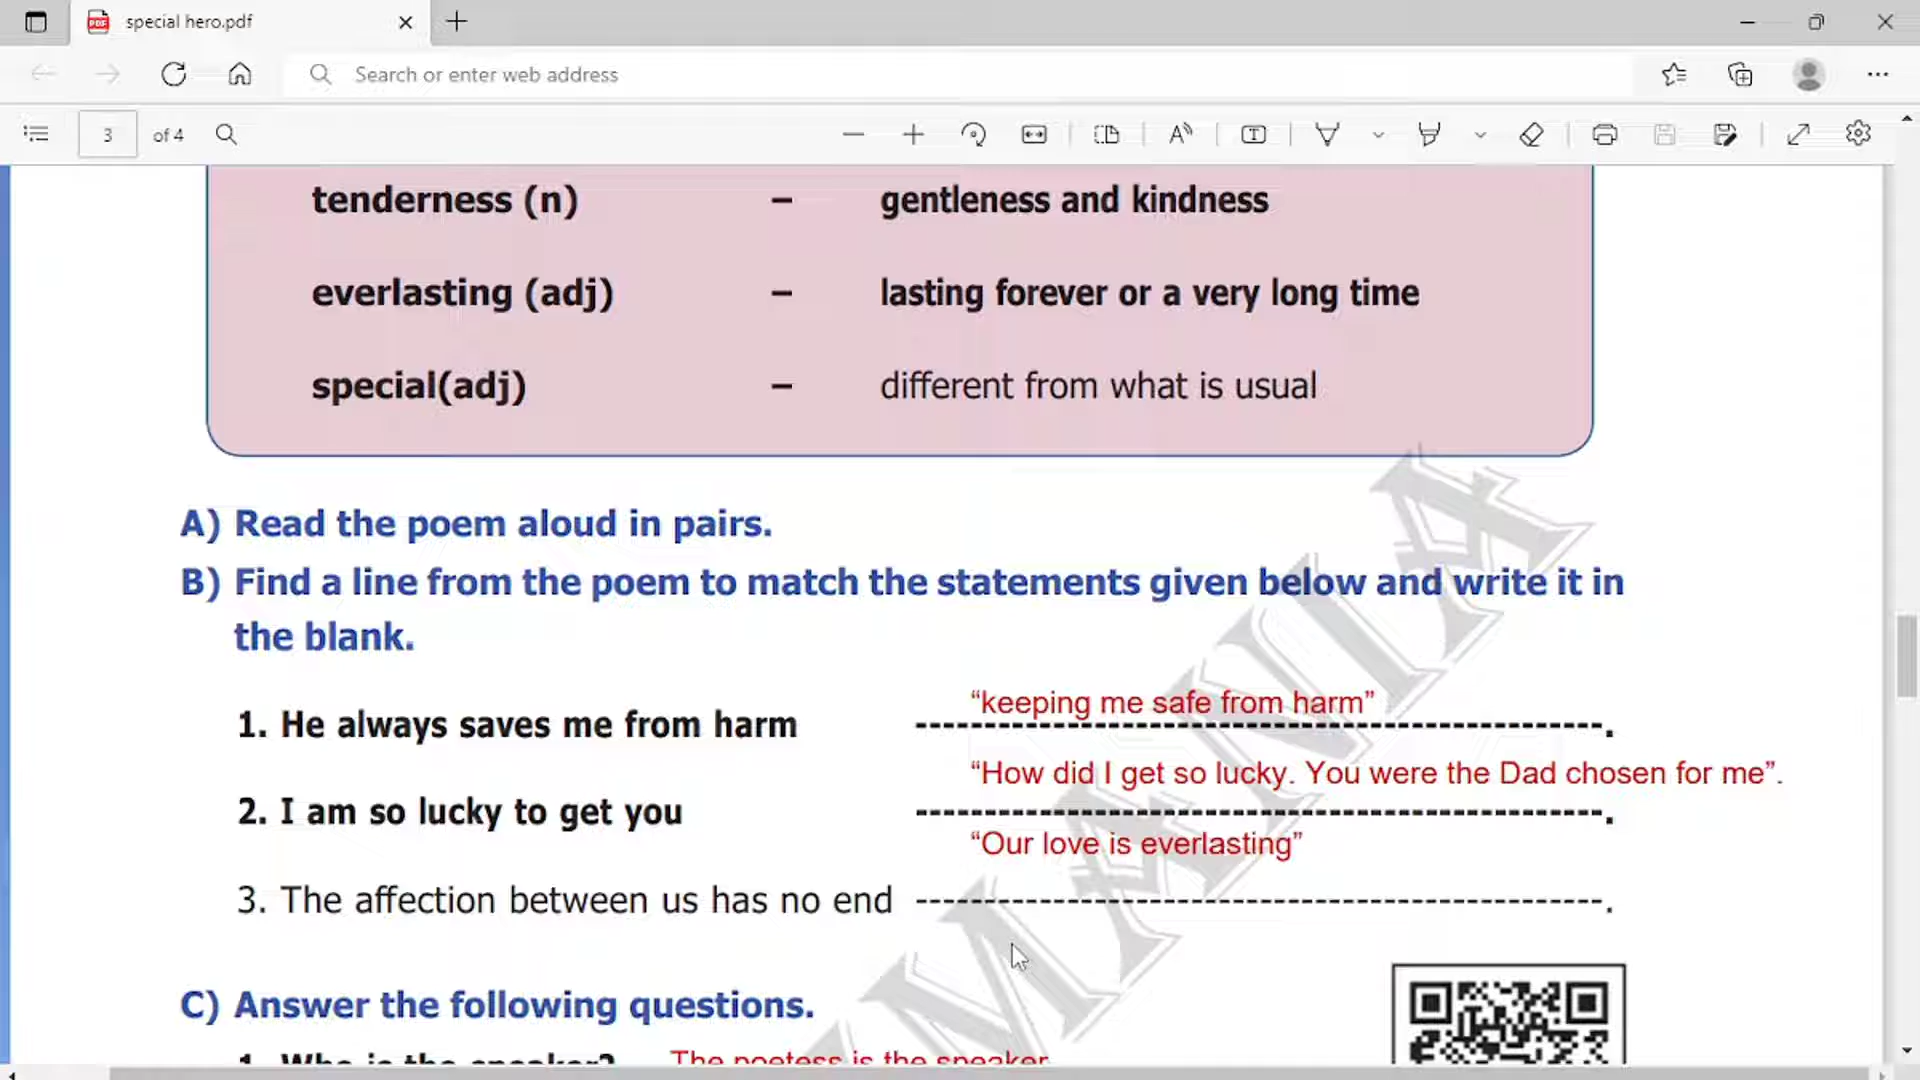 special hero.pdf
Search or enter web address
3 of 4
tenderness (n) – gentleness and kindness
everlasting (adj) – lasting forever or a very long time
special(adj) – different from what is usual
A) Read the poem aloud in pairs.
B) Find a line from the poem to match the statements given below and write it in
the blank.
“keeping me safe from harm”
1. He always saves me from harm ------------------------------------------------.
“How did I get so lucky. You were the Dad chosen for me”.
2. I am so lucky to get you ------------------------------------------------.
“Our love is everlasting”
3. The affection between us has no end ------------------------------------------------.
C) Answer the following questions.
1. Who is the speaker? The poetess is the speaker